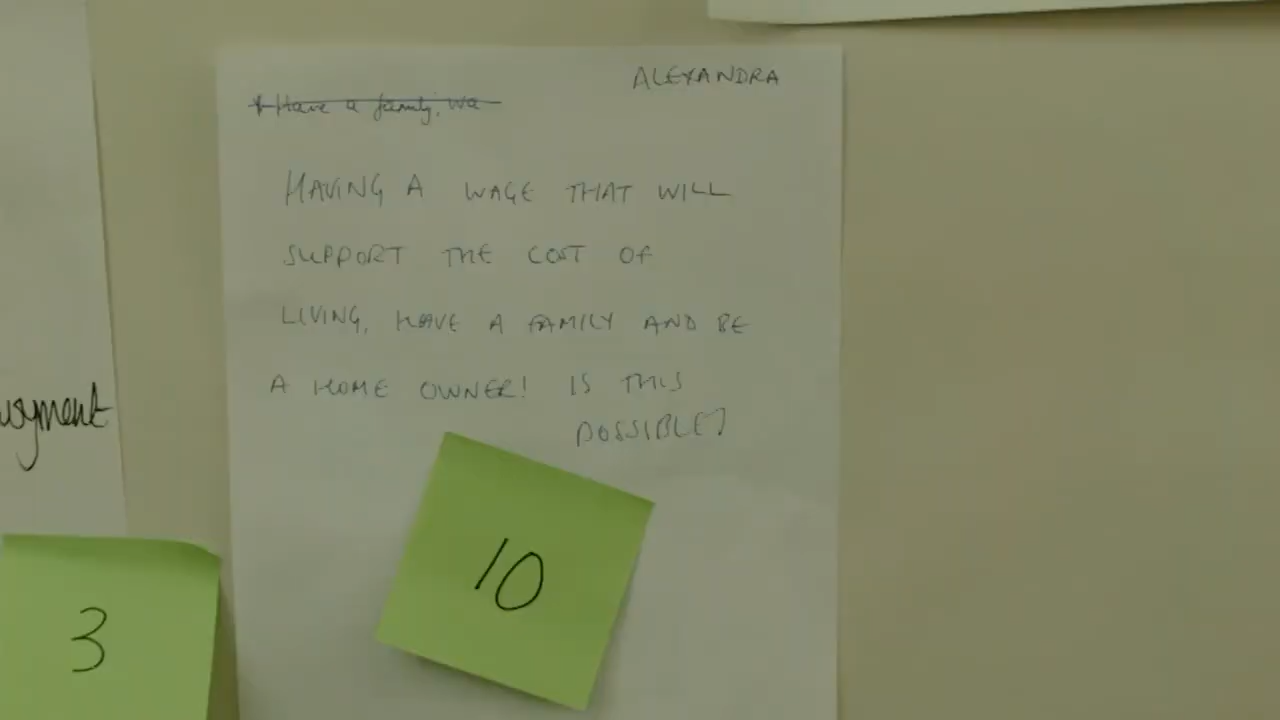 ALEXANDRA
Have a family, wa
HAVING A WAGE THAT WILL
SUPPORT THE COST OF
LIVING, HAVE A FAMILY AND BE
A HOME OWNER! IS THIS
POSSIBLE?
10
3